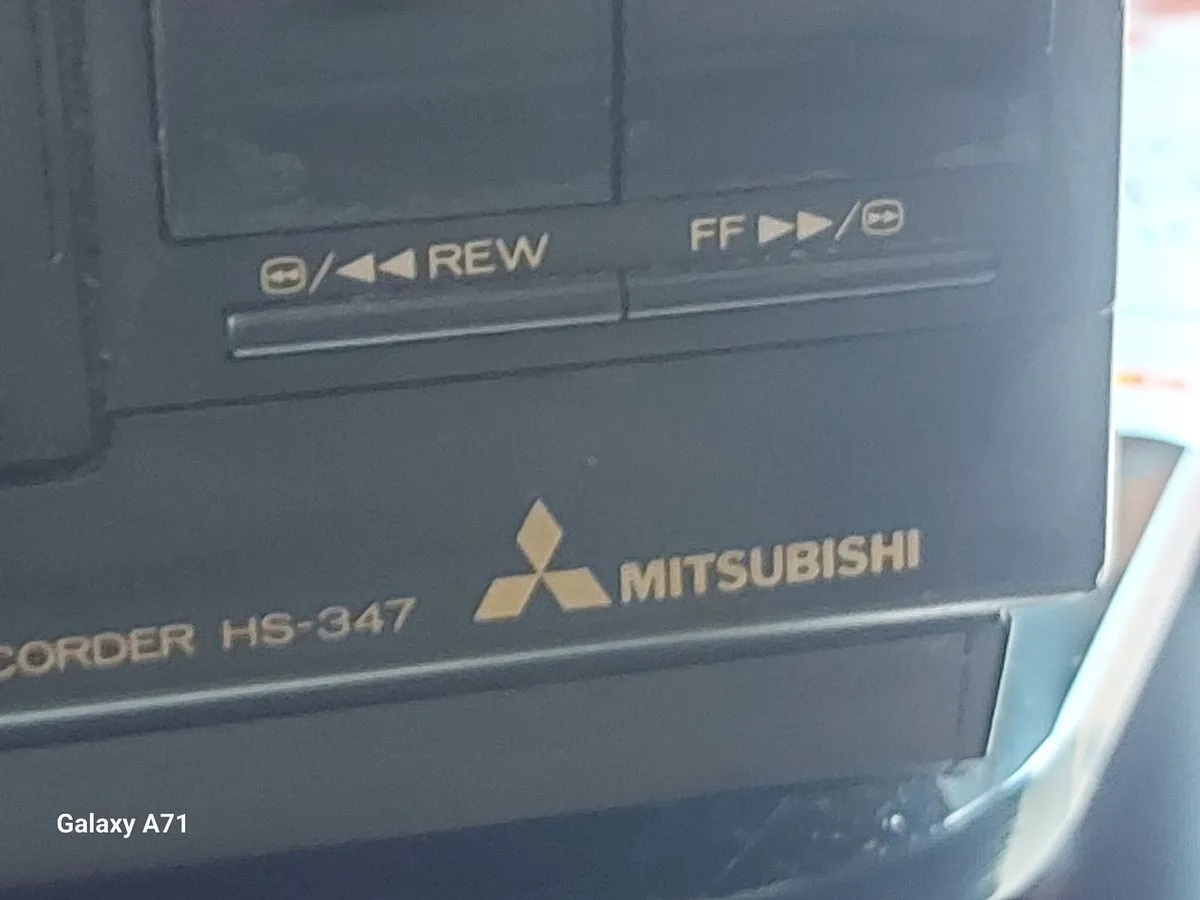 /◀◀ REW
FF ▶▶/
MITSUBISHI
CORDER HS-347
Galaxy A71